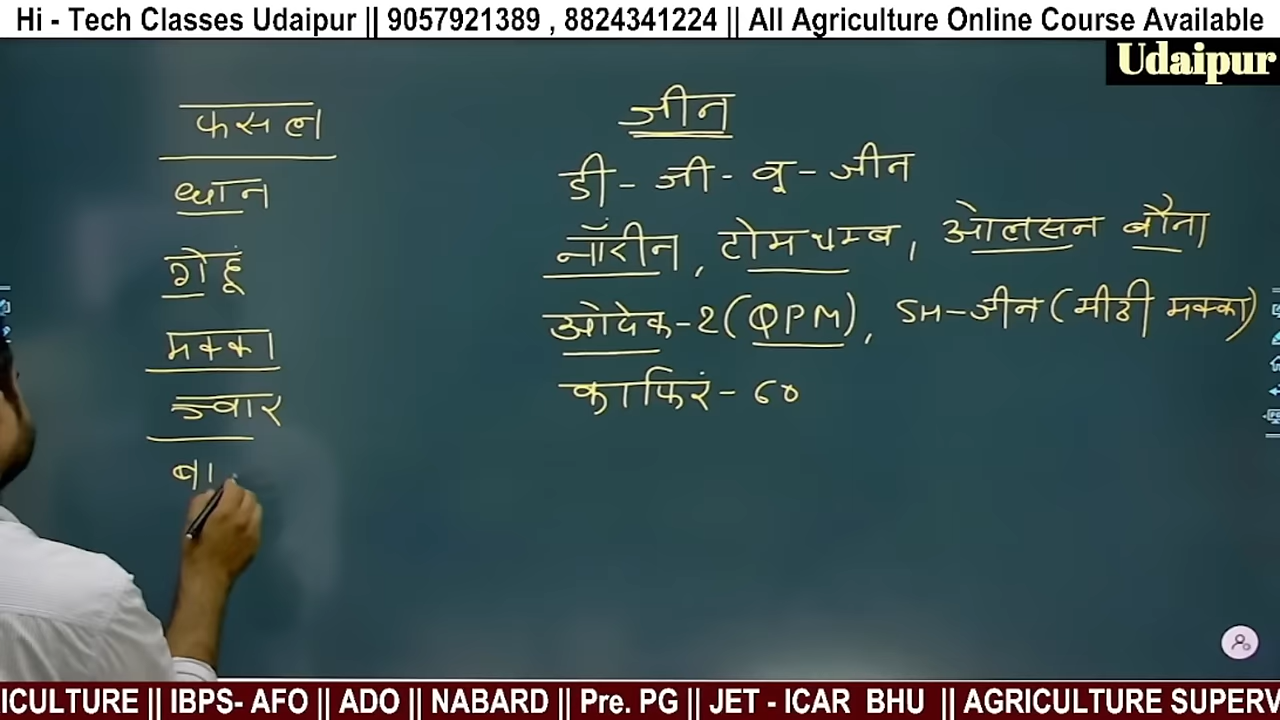 Hi - Tech Classes Udaipur || 9057921389 , 8824341224 || All Agriculture Online Course Available
Udaipur
फसल जीन
धान डी - जी - वू - जीन
गेहूं नॉरीन, टोमथम्ब, ओलसन बौना
मक्का ओपेक-2 (QPM), SH-जीन (मीठी मक्का)
ज्वार काफिर - 60
बा
ICULTURE || IBPS- AFO || ADO || NABARD || Pre. PG || JET - ICAR BHU || AGRICULTURE SUPERV